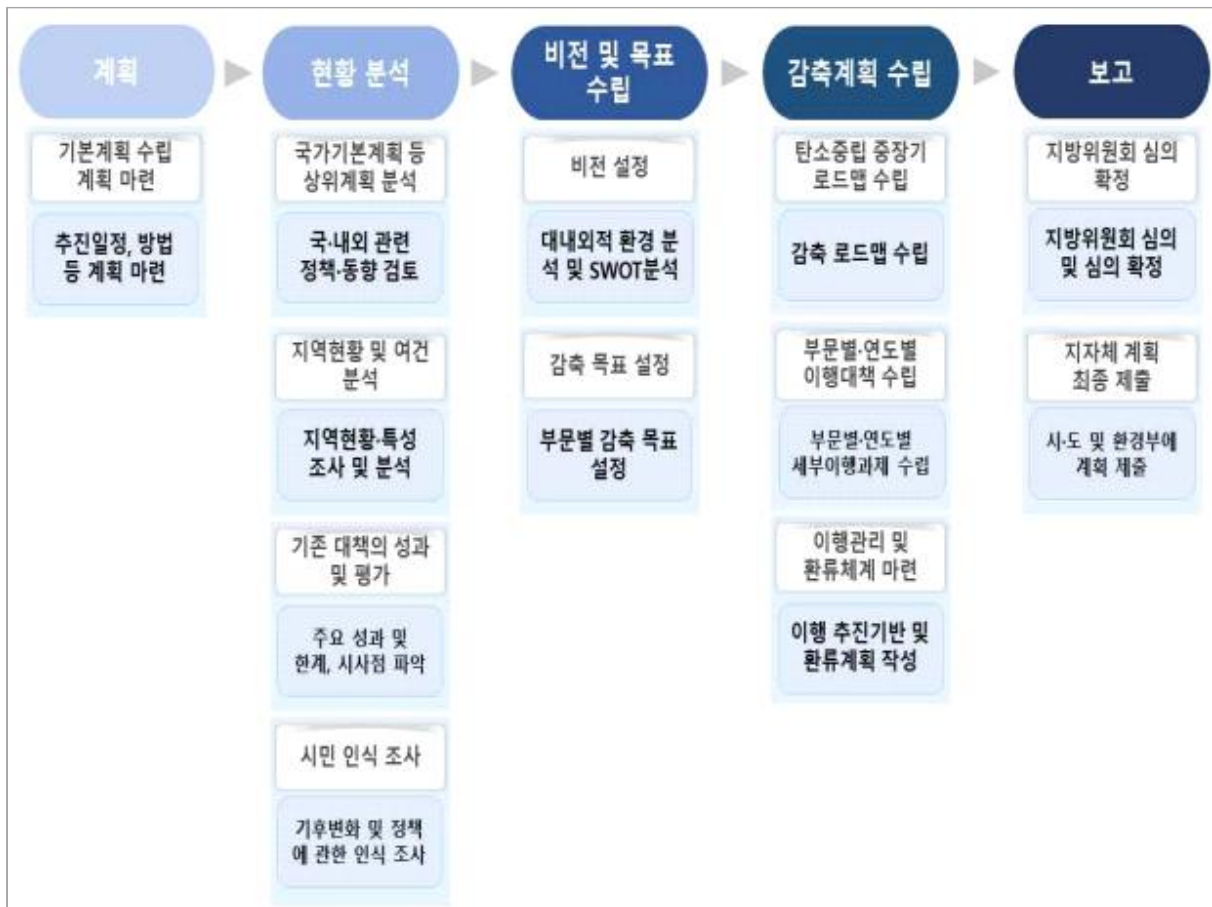 계획
기본계획 수립
계획 마련
추진일정, 방법
등 계획 마련
현황 분석
국가기본계획 등
상위계획 분석
국·내외 관련
정책·동향 검토
지역현황 및 여건
분석
지역현황·특성
조사 및 분석
기존 대책의 성과
및 평가
주요 성과 및
한계, 시사점 파악
시민 인식 조사
기후변화 및 정책
에 관한 인식 조사
비전 및 목표
수립
비전 설정
대내외적 환경 분
석 및 SWOT분석
감축 목표 설정
부문별 감축 목표
설정
감축계획 수립
탄소중립 중장기
로드맵 수립
감축 로드맵 수립
부문별·연도별
이행대책 수립
부문별·연도별
세부이행과제 수립
이행관리 및
환류체계 마련
이행 추진기반 및
환류계획 작성
보고
지방위원회 심의
확정
지방위원회 심의
및 심의 확정
지자체 계획
최종 제출
시·도 및 환경부에
계획 제출